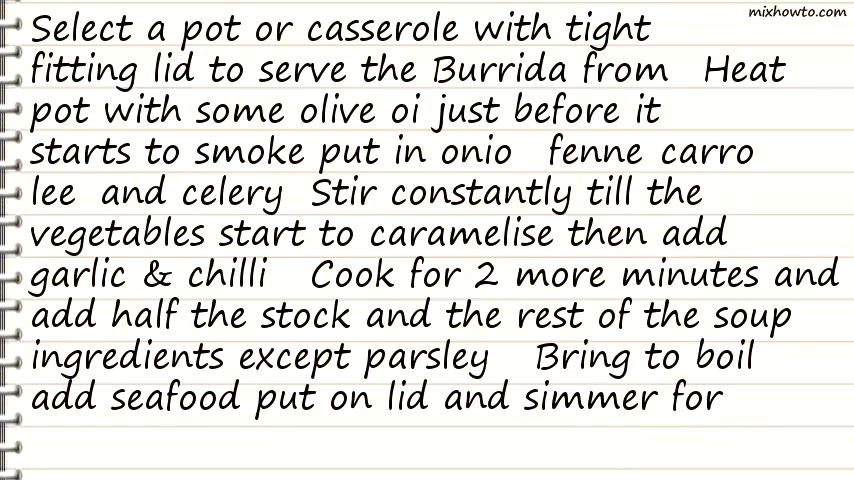 mixhowto.com
Select a pot or casserole with tight
fitting lid to serve the Burrida from   Heat
pot with some olive oi just before it
starts to smoke put in onio   fenne carro
lee  and celery  Stir constantly till the
vegetables start to caramelise then add
garlic & chilli   Cook for 2 more minutes and
add half the stock and the rest of the soup
ingredients except parsley   Bring to boil
add seafood put on lid and simmer for